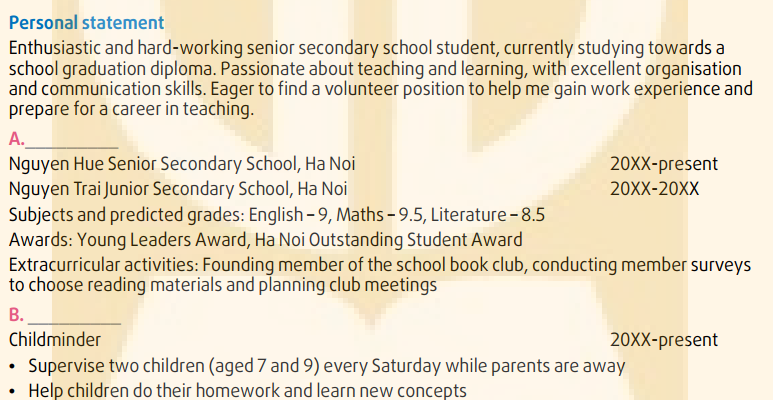 Personal statement
Enthusiastic and hard-working senior secondary school student, currently studying towards a
school graduation diploma. Passionate about teaching and learning, with excellent organisation
and communication skills. Eager to find a volunteer position to help me gain work experience and
prepare for a career in teaching.
A.__________
Nguyen Hue Senior Secondary School, Ha Noi 20XX-present
Nguyen Trai Junior Secondary School, Ha Noi 20XX-20XX
Subjects and predicted grades: English – 9, Maths – 9.5, Literature – 8.5
Awards: Young Leaders Award, Ha Noi Outstanding Student Award
Extracurricular activities: Founding member of the school book club, conducting member surveys
to choose reading materials and planning club meetings
B. __________
Childminder 20XX-present
• Supervise two children (aged 7 and 9) every Saturday while parents are away
• Help children do their homework and learn new concepts